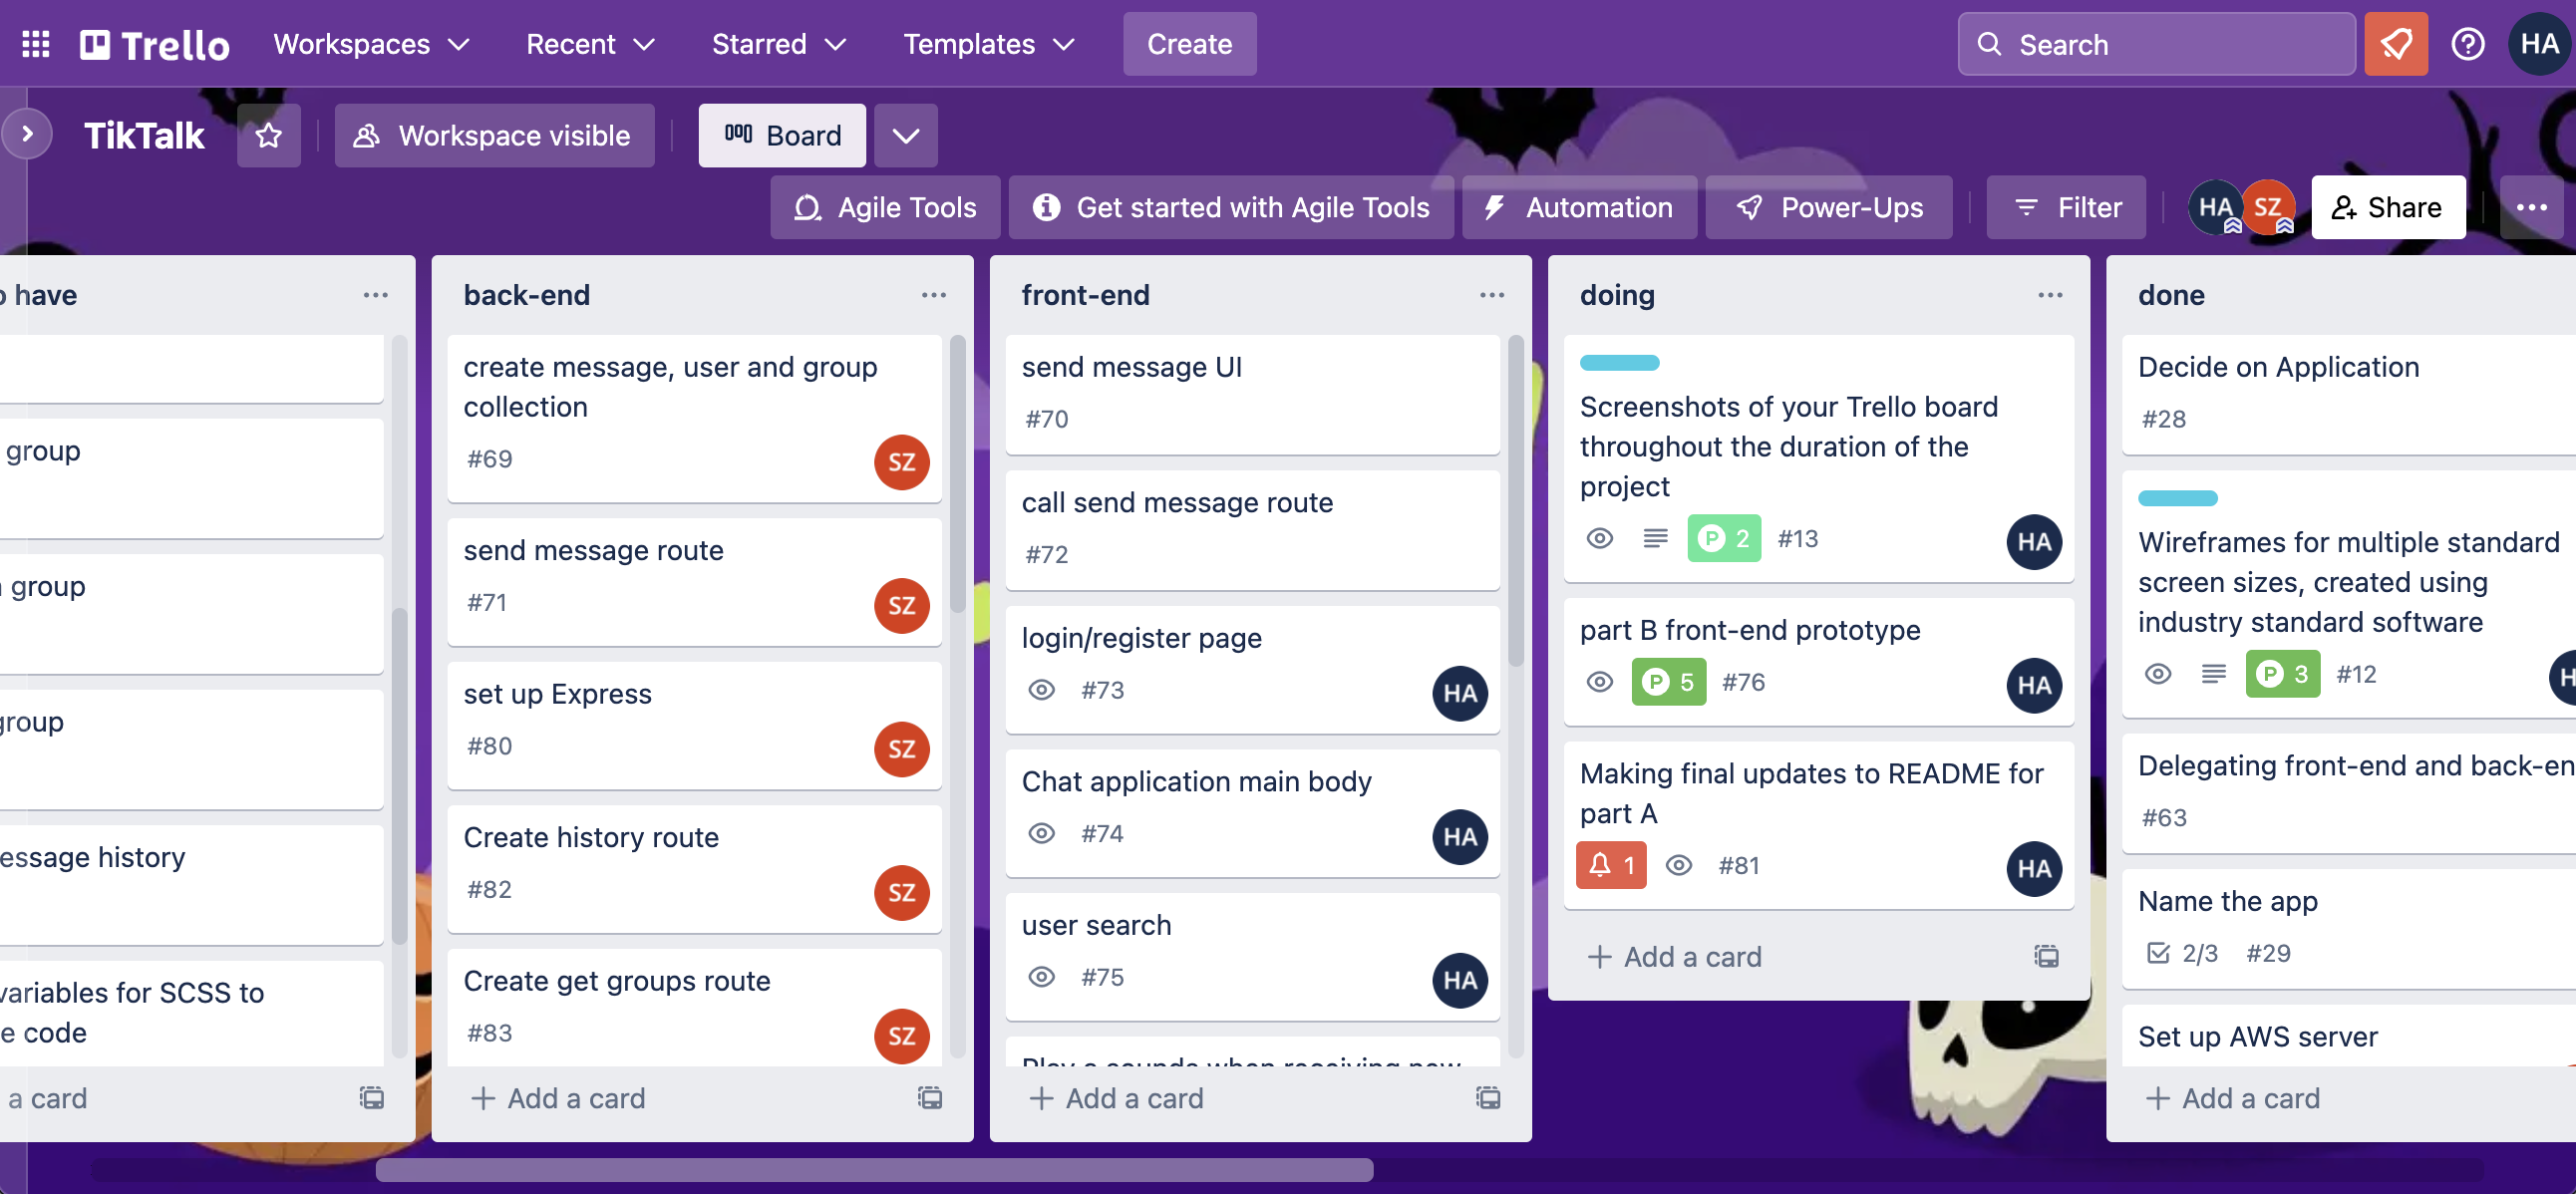 Trello Workspaces Recent Starred Templates Create Search HA
TikTalk Workspace visible Board
Agile Tools Get started with Agile Tools Automation Power-Ups Filter HA SZ Share
have
group
group
group
message history
variables for SCSS to
code
a card
back-end
create message, user and group
collection
#69 SZ
send message route
#71 SZ
set up Express
#80 SZ
Create history route
#82 SZ
Create get groups route
#83 SZ
+ Add a card
front-end
send message UI
#70
call send message route
#72
login/register page
#73 HA
Chat application main body
#74 HA
user search
#75 HA
Play a sounds when receiving new
+ Add a card
doing
Screenshots of your Trello board
throughout the duration of the
project
P 2 #13 HA
part B front-end prototype
P 5 #76 HA
Making final updates to README for
part A
1 #81 HA
+ Add a card
done
Decide on Application
#28
Wireframes for multiple standard
screen sizes, created using
industry standard software
P 3 #12
Delegating front-end and back-en
#63
Name the app
2/3 #29
Set up AWS server
+ Add a card